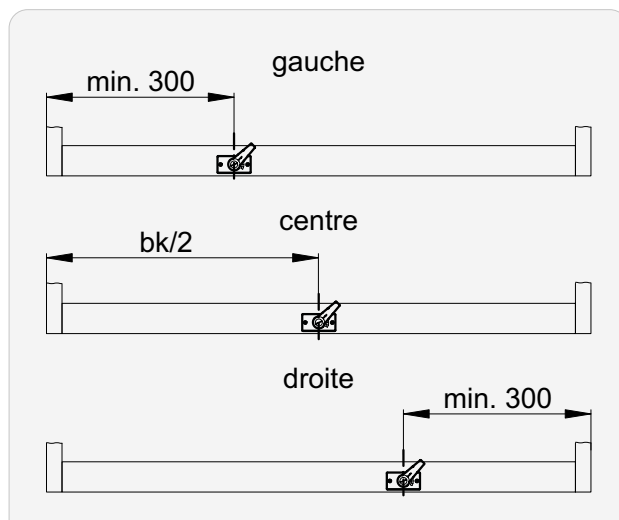 gauche
min. 300
centre
bk/2
droite
min. 300